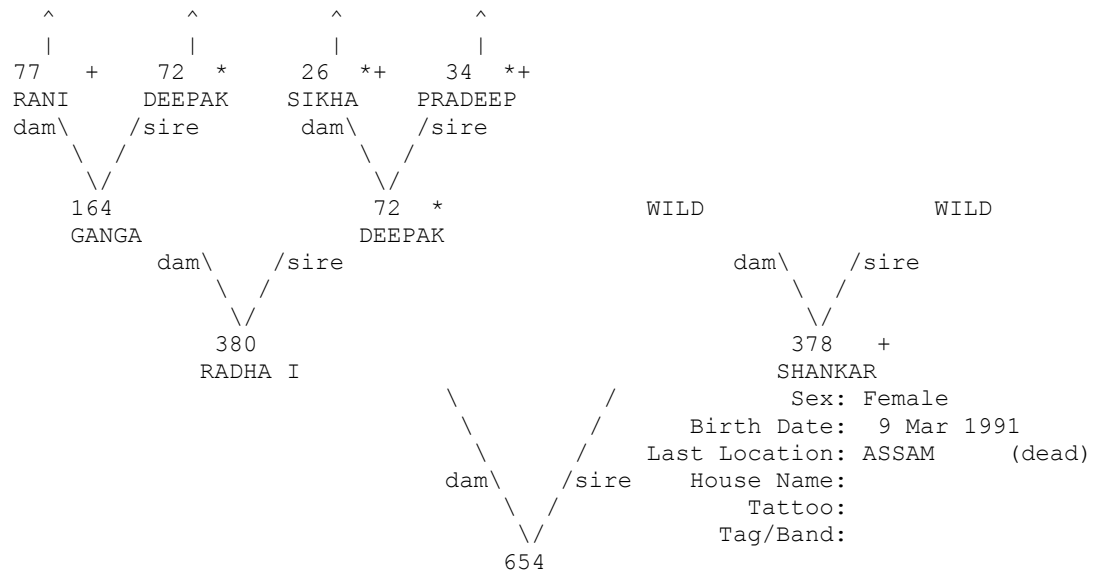 ^ ^ ^ ^
| | | |
77 + 72 * 26 *+ 34 *+
RANI DEEPAK SIKHA PRADEEP
dam\ /sire dam\ /sire
\ / \ /
\/ \/
164 72 * WILD WILD
GANGA DEEPAK
dam\ /sire dam\ /sire
\ / \ /
\/ \/
380 378 +
RADHA I SHANKAR
\ / Sex: Female
\ / Birth Date: 9 Mar 1991
\ / Last Location: ASSAM (dead)
dam\ /sire House Name:
\ / Tattoo:
\/ Tag/Band:
654